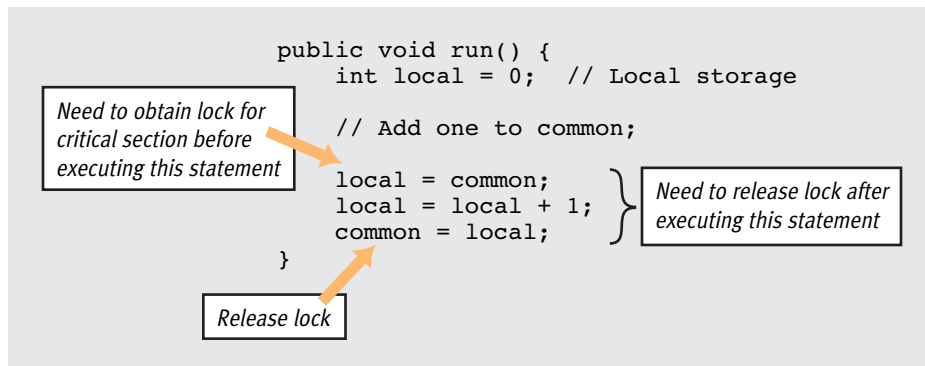 public void run() {
int local = 0;  // Local storage
Need to obtain lock for
critical section before
executing this statement
// Add one to common;
local = common;
local = local + 1;
common = local;
Need to release lock after
executing this statement
}
Release lock